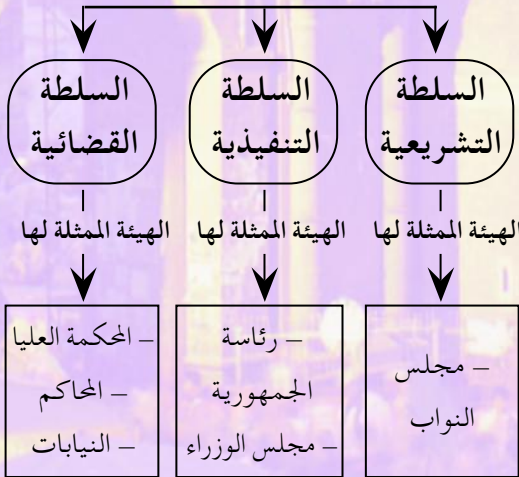 السلطة
التشريعية
الهيئة الممثلة لها
– مجلس
النواب
السلطة
التنفيذية
الهيئة الممثلة لها
– رئاسة
الجمهورية
– مجلس الوزراء
السلطة
القضائية
الهيئة الممثلة لها
– المحكمة العليا
– المحاكم
– النيابات